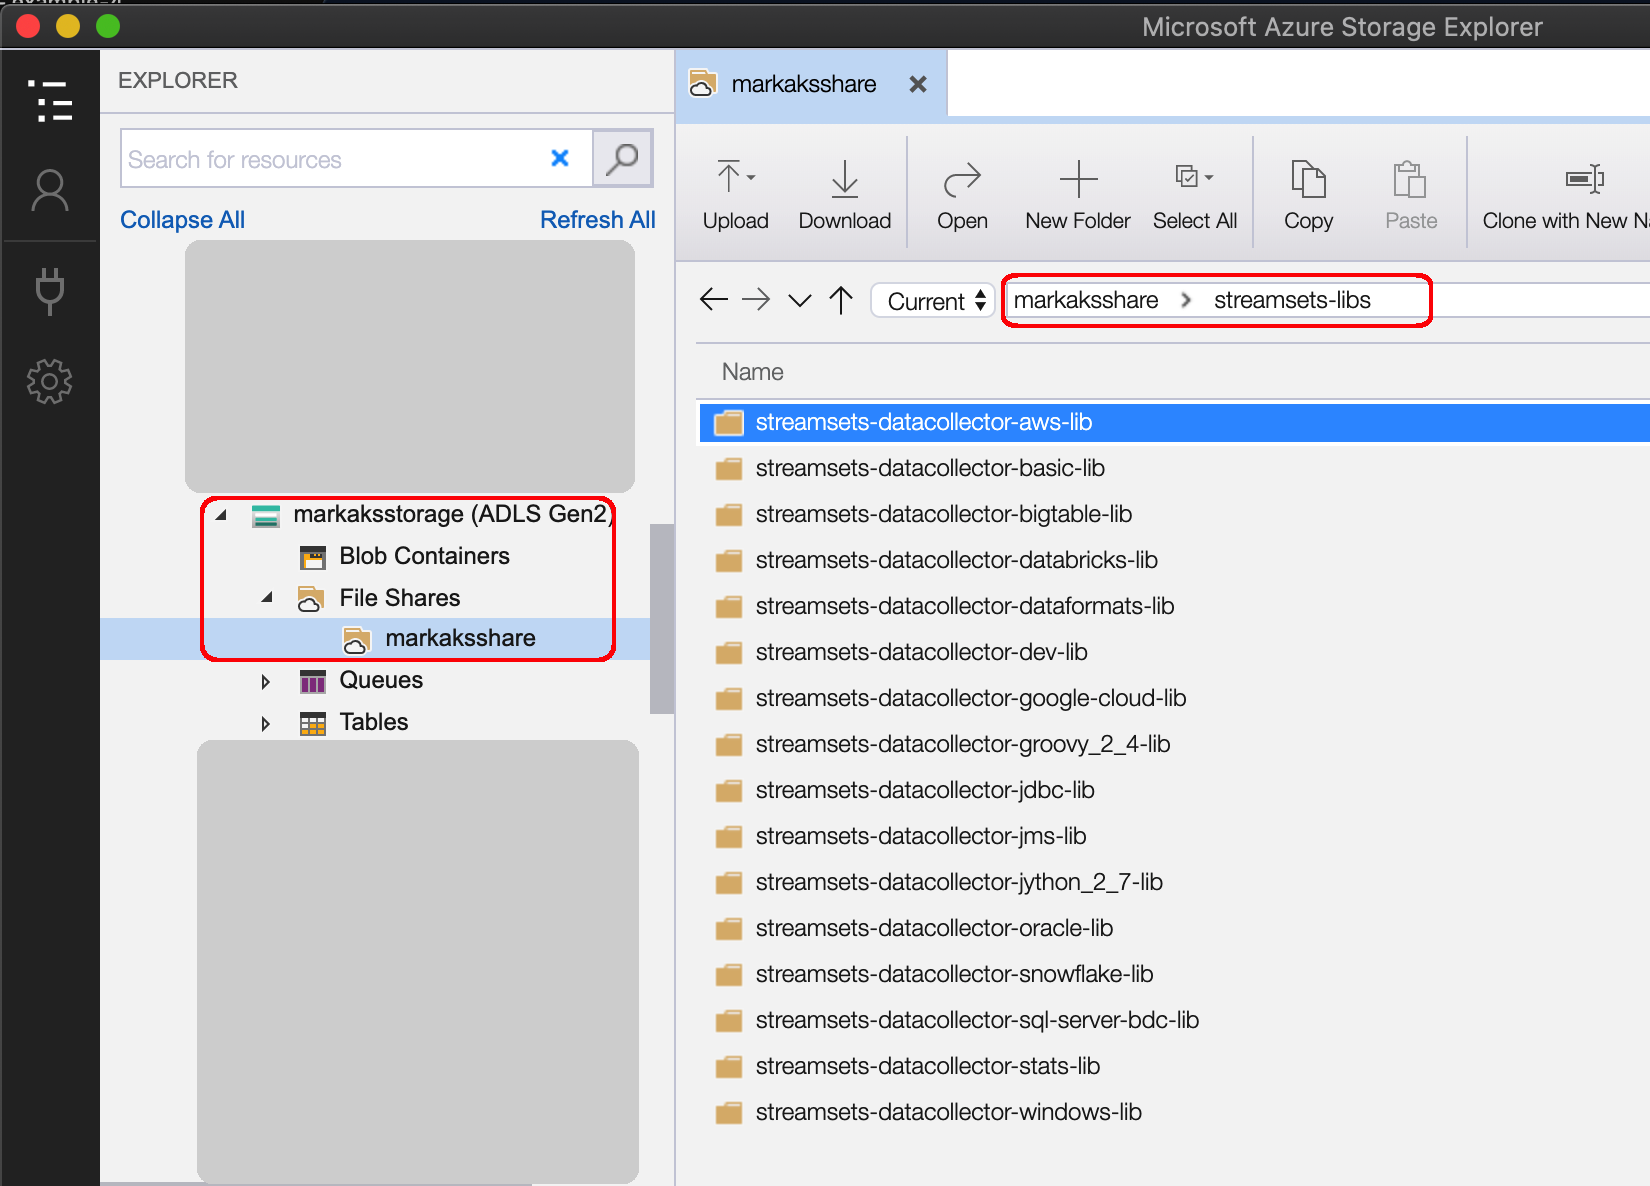 Microsoft Azure Storage Explorer
EXPLORER
Search for resources
Collapse All
Refresh All
markaksstorage (ADLS Gen2)
Blob Containers
File Shares
markaksshare
Queues
Tables
markaksshare
Upload
Download
Open
New Folder
Select All
Copy
Paste
Clone with New
Current
markaksshare > streamsets-libs
Name
streamsets-datacollector-aws-lib
streamsets-datacollector-basic-lib
streamsets-datacollector-bigtable-lib
streamsets-datacollector-databricks-lib
streamsets-datacollector-dataformats-lib
streamsets-datacollector-dev-lib
streamsets-datacollector-google-cloud-lib
streamsets-datacollector-groovy_2_4-lib
streamsets-datacollector-jdbc-lib
streamsets-datacollector-jms-lib
streamsets-datacollector-jython_2_7-lib
streamsets-datacollector-oracle-lib
streamsets-datacollector-snowflake-lib
streamsets-datacollector-sql-server-bdc-lib
streamsets-datacollector-stats-lib
streamsets-datacollector-windows-lib